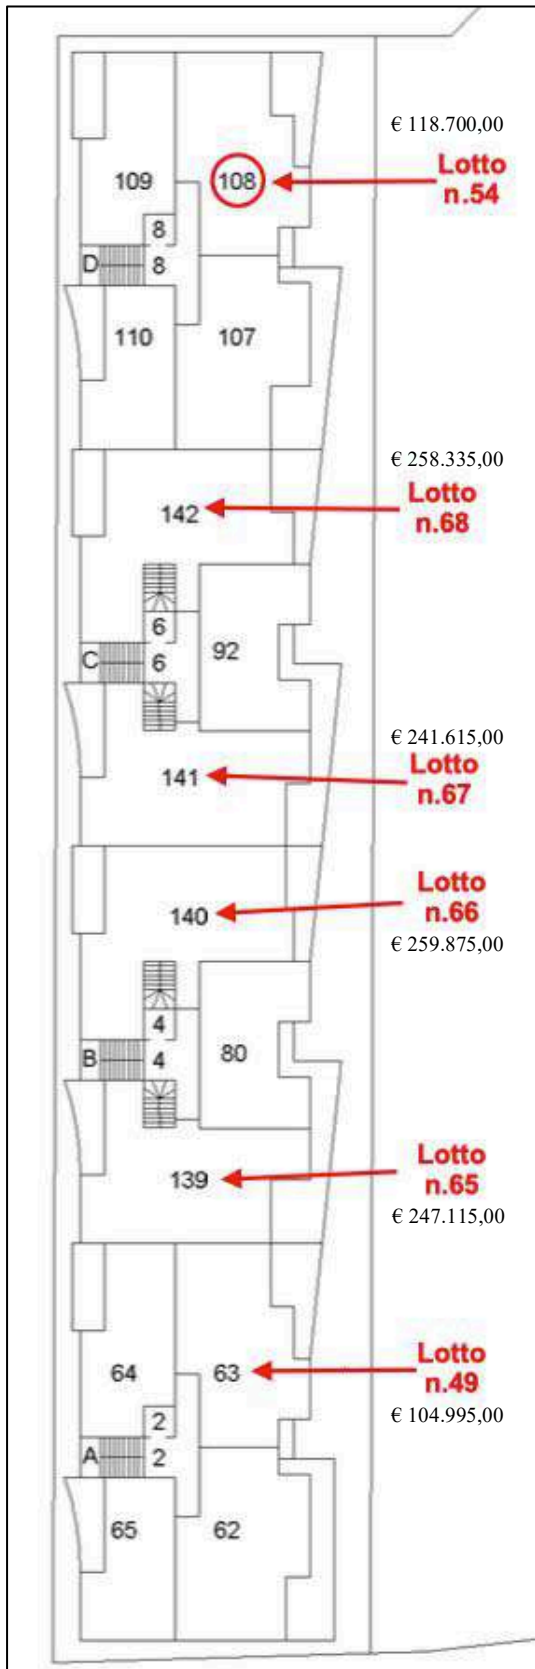 € 118.700,00
Lotto
n.54
109
108
8
D
8
110
107
€ 258.335,00
Lotto
n.68
142
6
C
6
92
€ 241.615,00
Lotto
n.67
141
Lotto
n.66
140
€ 259.875,00
4
B
4
80
Lotto
n.65
139
€ 247.115,00
Lotto
n.49
64
63
€ 104.995,00
2
A
2
65
62